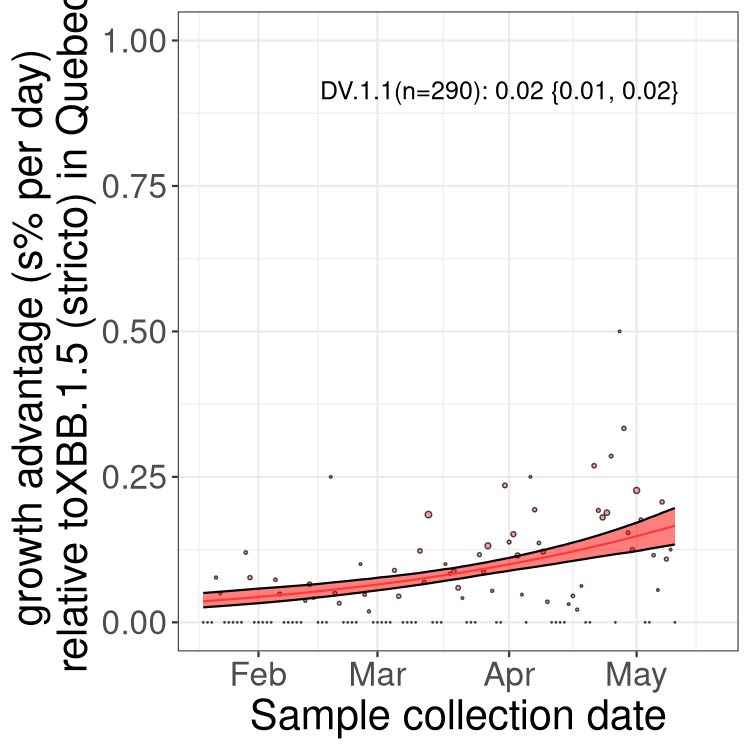 growth advantage (s% per day)
relative toXBB.1.5 (stricto) in Quebec
1.00
0.75
0.50
0.25
0.00
DV.1.1(n=290): 0.02 {0.01, 0.02}
Feb Mar Apr May
Sample collection date